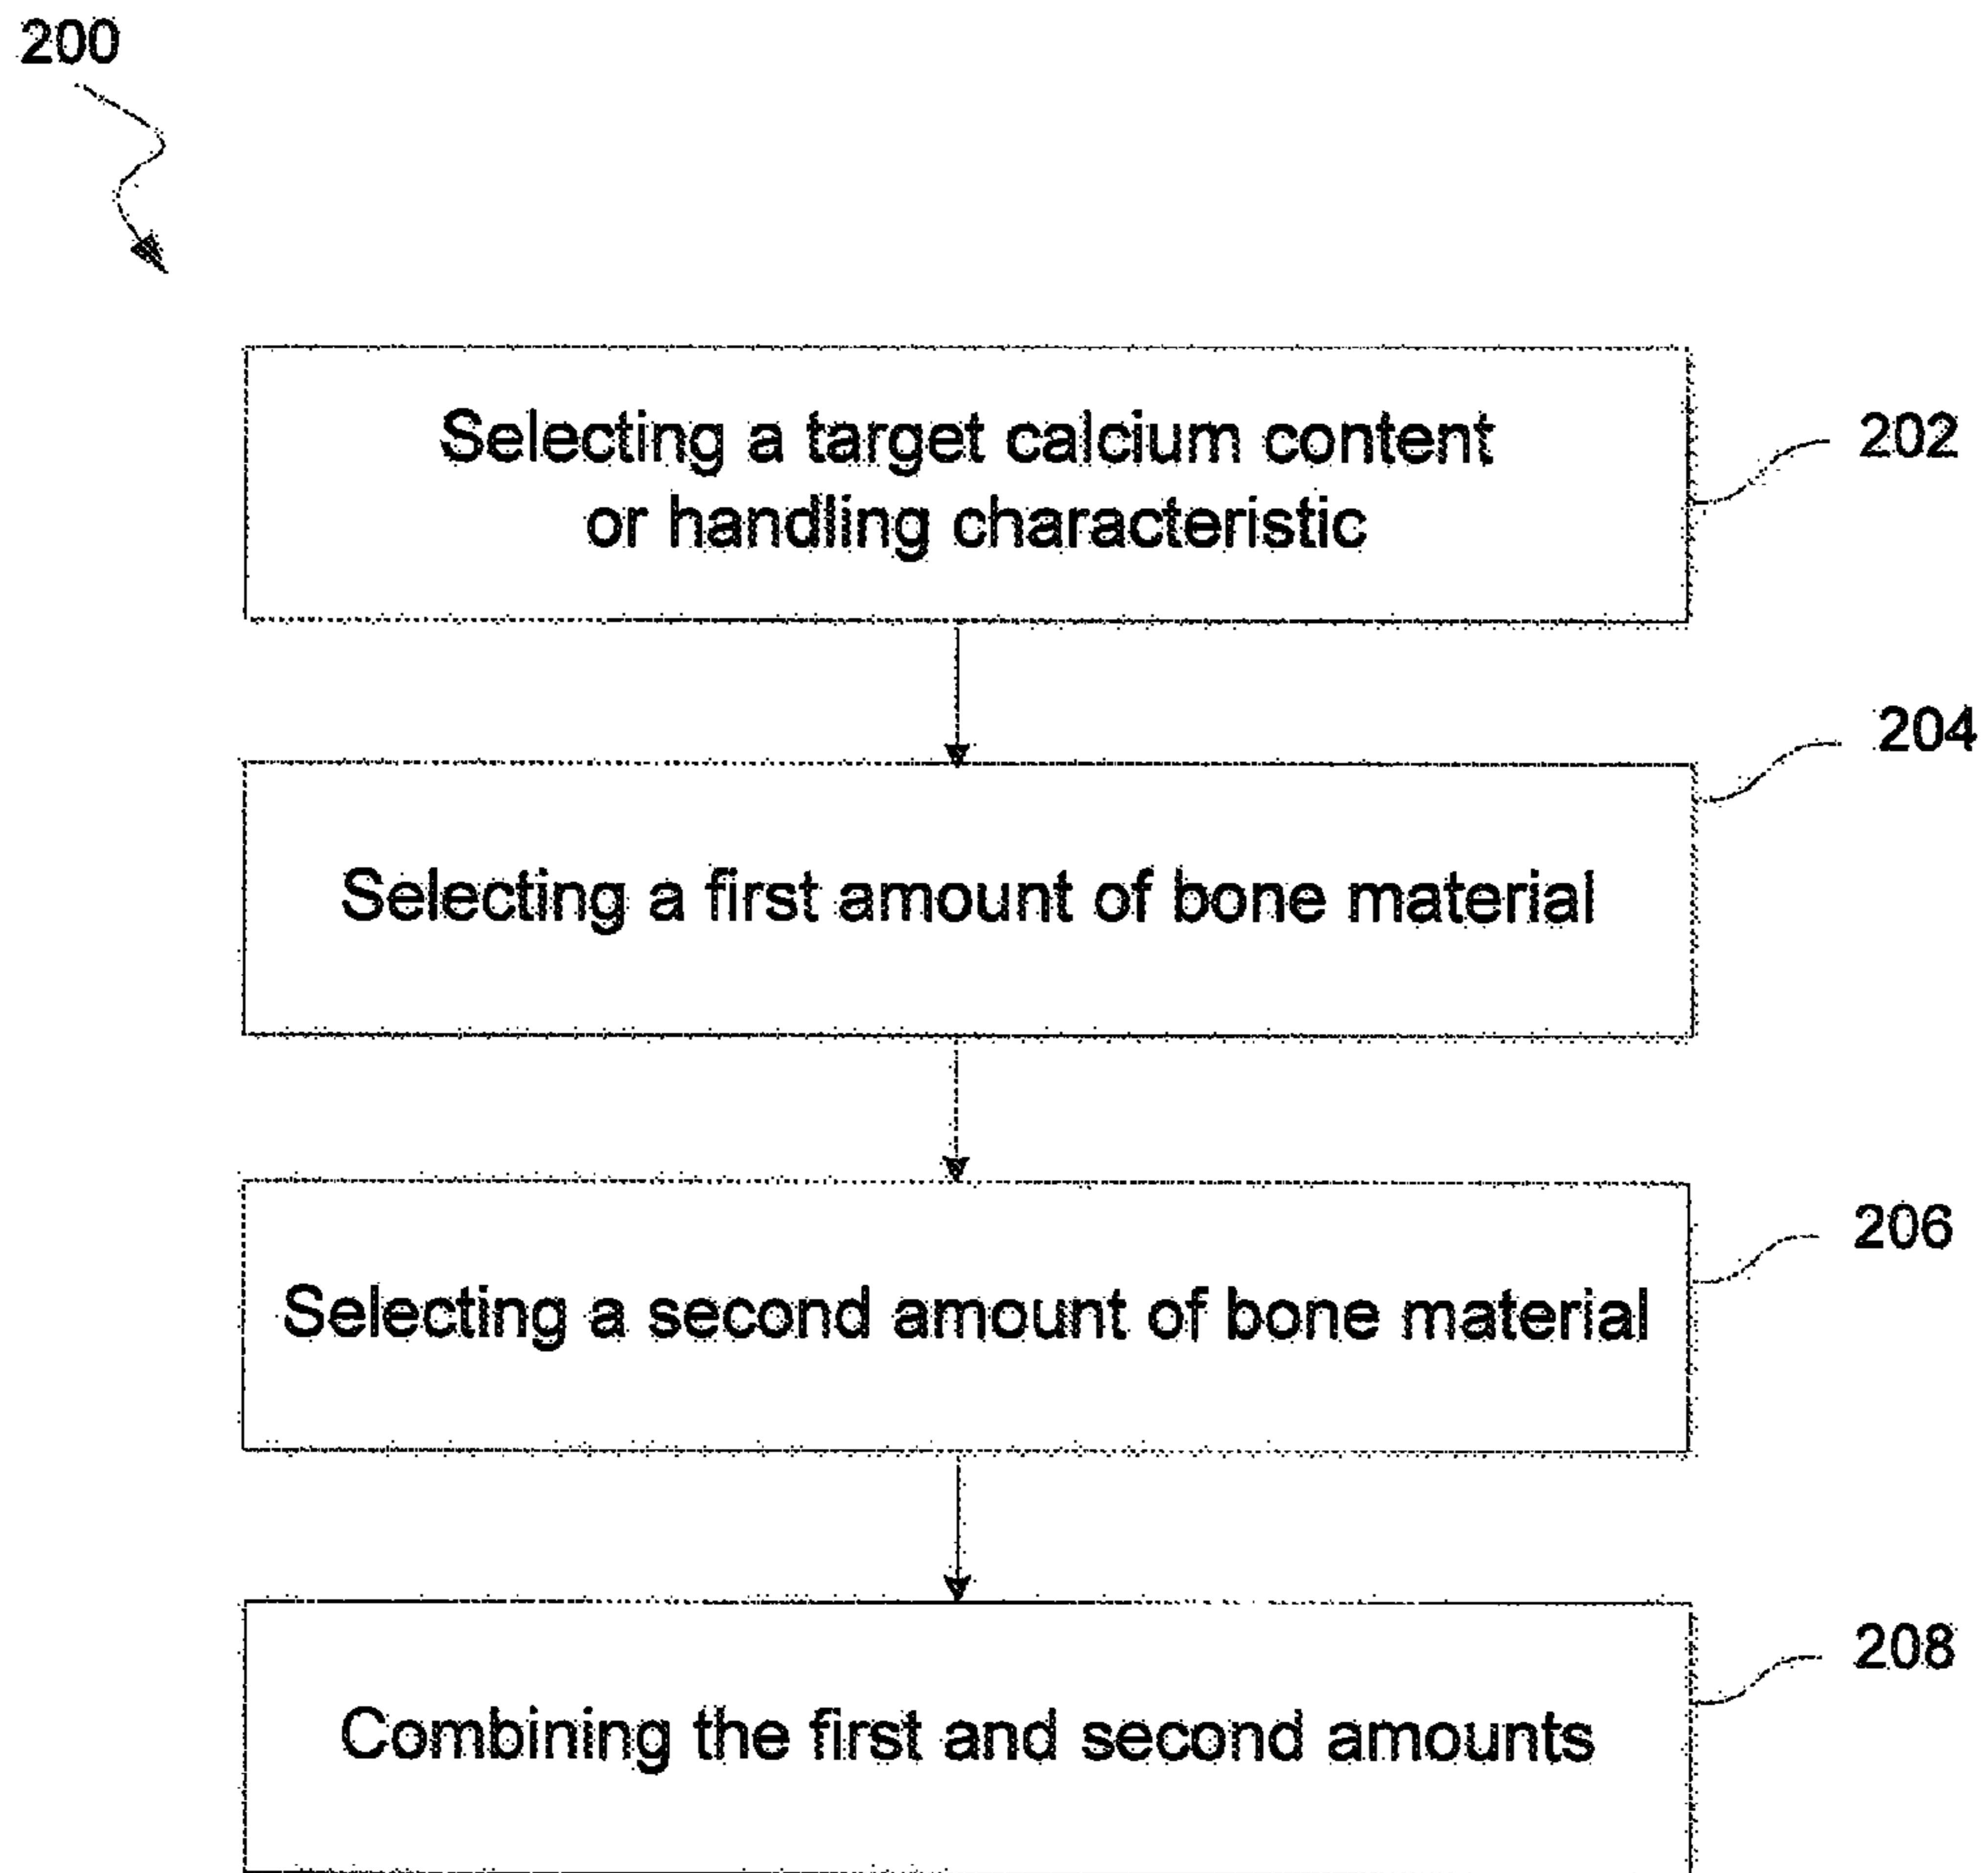 200
Selecting a target calcium content
or handling characteristic
202
204
Selecting a first amount of bone material
206
Selecting a second amount of bone material
208
Combining the first and second amounts